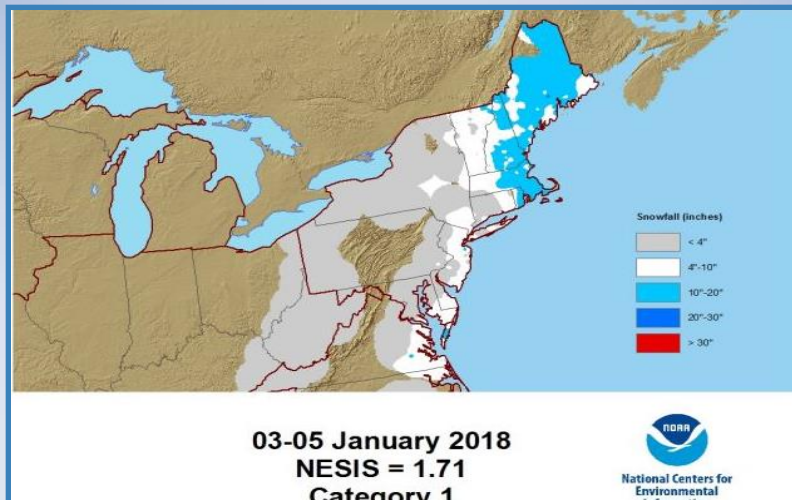 Snowfall (inches)
< 4"
4"-10"
10"-20"
20"-30"
> 30"
03-05 January 2018
NESIS = 1.71
Category 1
NOAA
National Centers for
Environmental